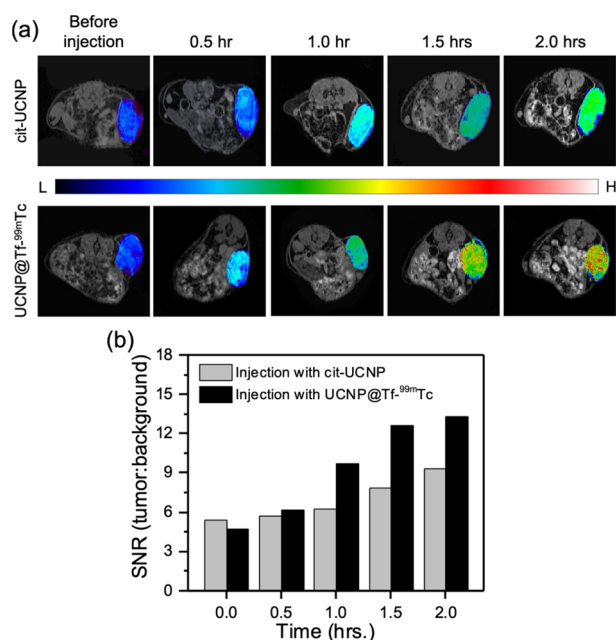 (a)
Before injection
0.5 hr
1.0 hr
1.5 hrs
2.0 hrs
cit-UCNP
L
H
UCNP@Tf-⁹⁹ᵐTc
(b)
18
15
12
9
6
3
0
SNR (tumor:background)
Injection with cit-UCNP
Injection with UCNP@Tf-⁹⁹ᵐTc
0.0
0.5
1.0
1.5
2.0
Time (hrs.)